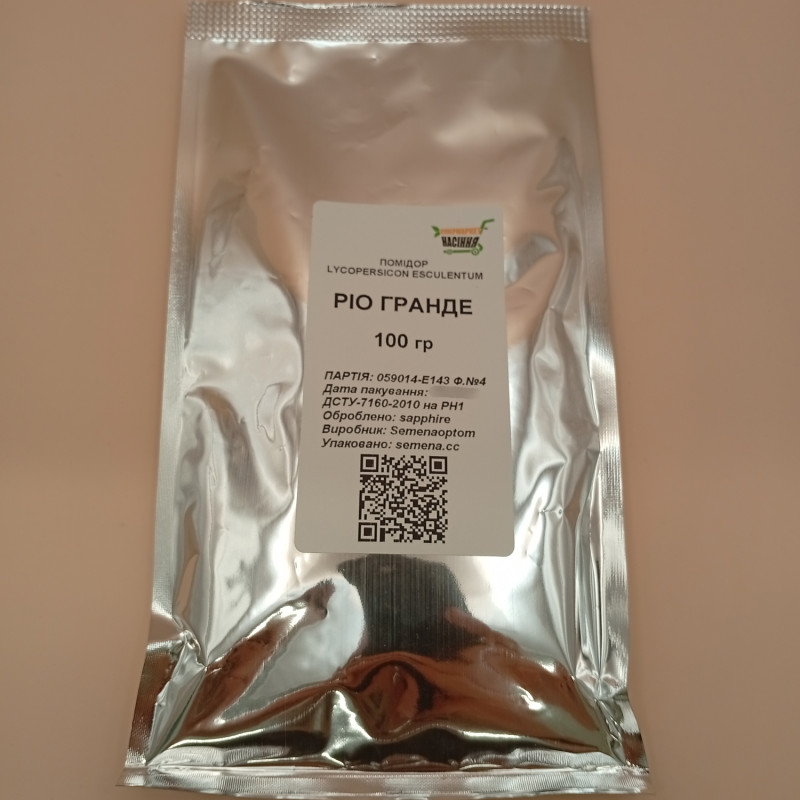 НАСІННЯ
ПОМІДОР
LYCOPERSICON ESCULENTUM
РІО ГРАНДЕ
100 гр
ПАРТІЯ: 059014-Е143 Ф.№4
Дата пакування:
ДСТУ-7160-2010 на РН1
Оброблено: sapphire
Виробник: Semenaoptom
Упаковано: semena.cc